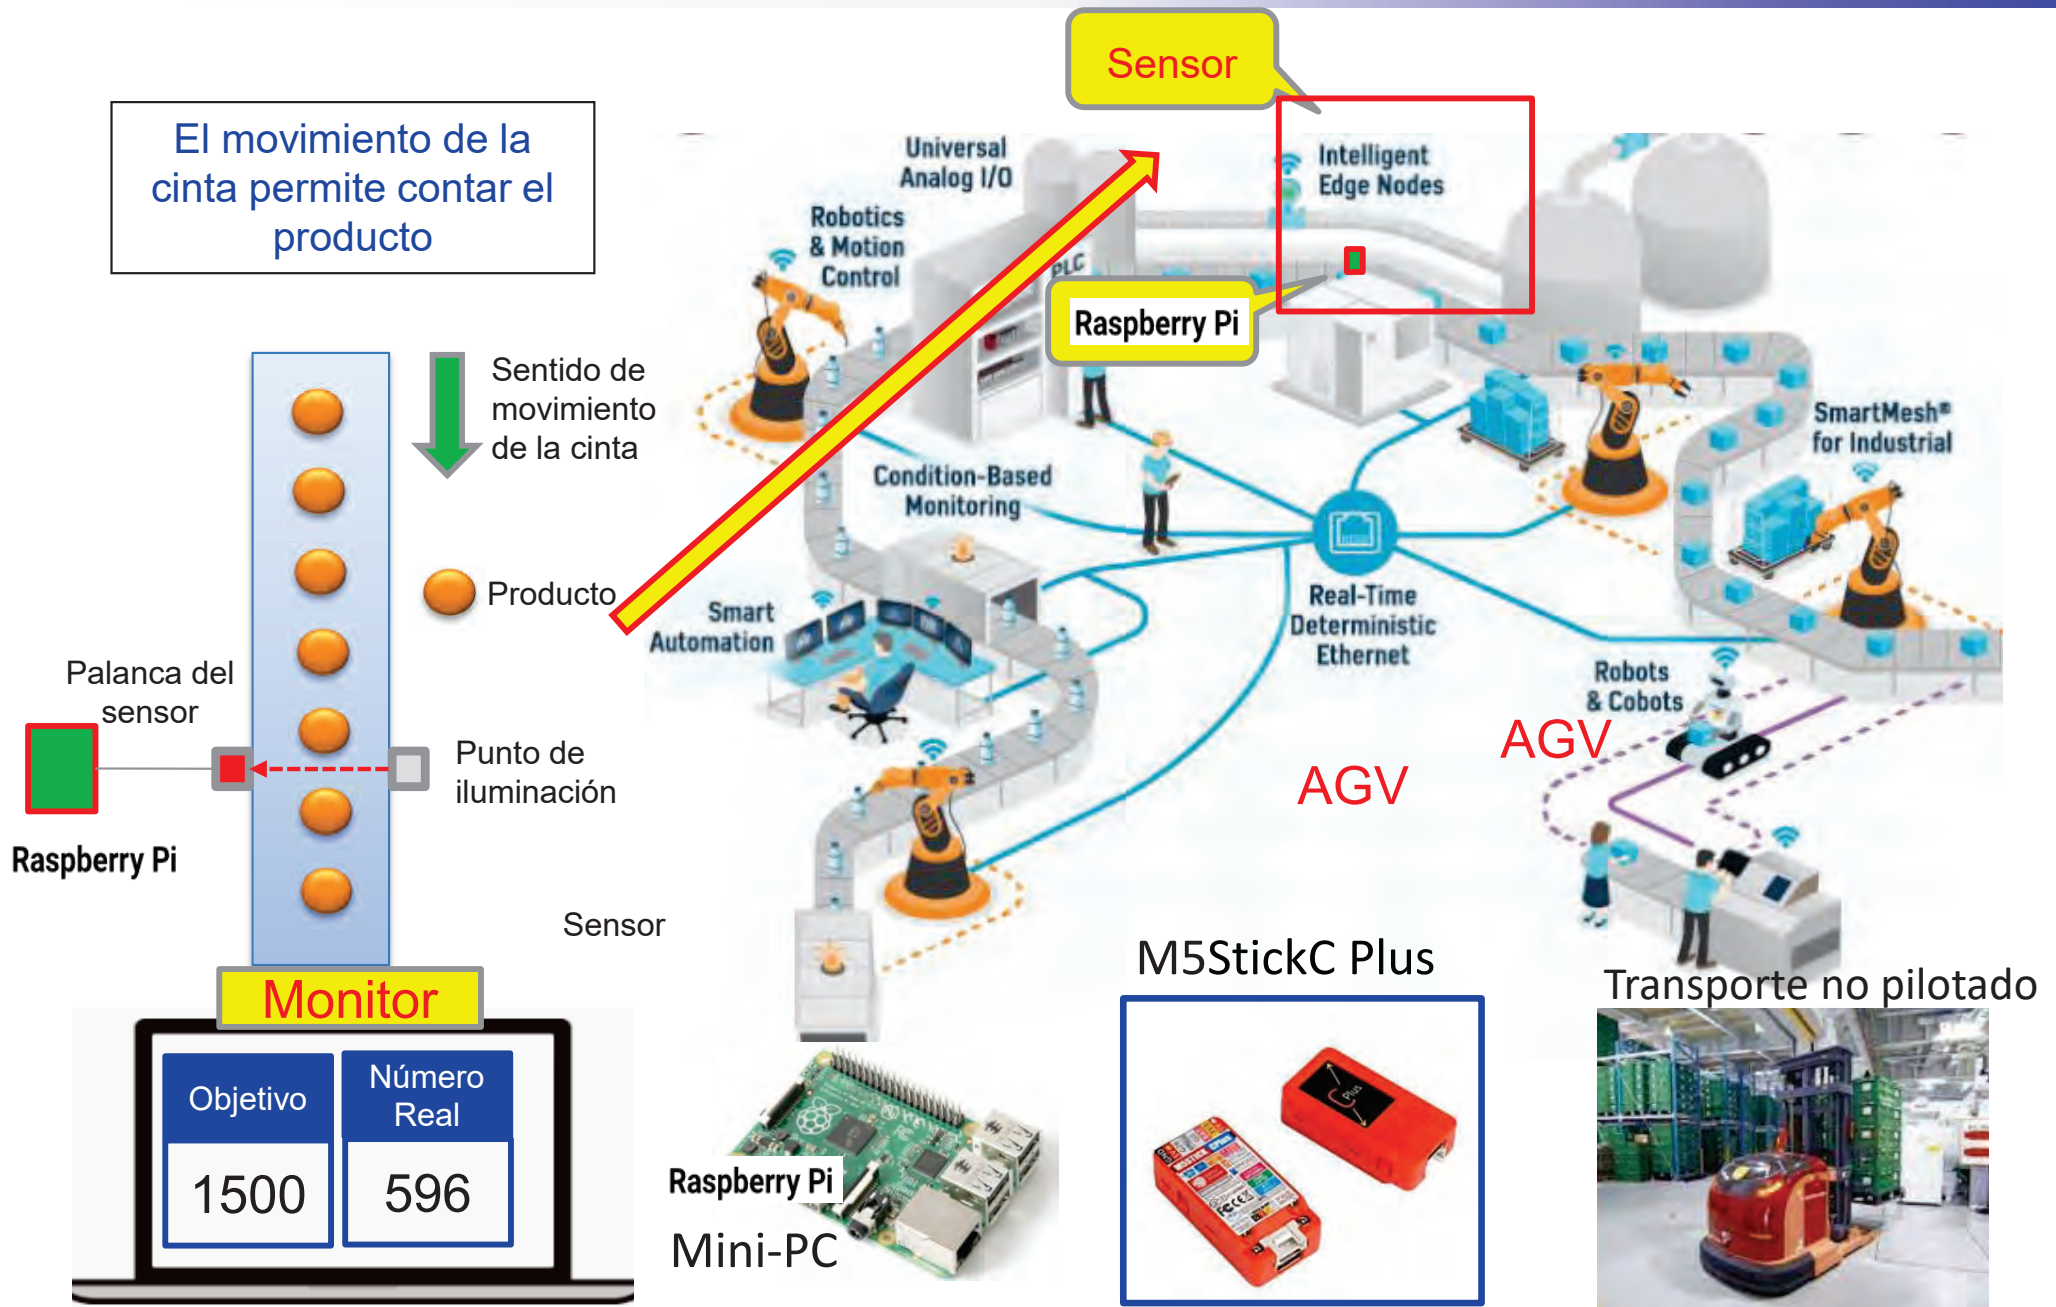 Sensor
El movimiento de la
cinta permite contar el
producto
Universal
Analog I/O
Intelligent
Edge Nodes
Robotics
& Motion
Control
PLC
Raspberry Pi
Sentido de
movimiento
de la cinta
SmartMesh®
for Industrial
Condition-Based
Monitoring
Producto
Smart
Automation
Real-Time
Deterministic
Ethernet
Palanca del
sensor
Robots
& Cobots
AGV
AGV
Punto de
iluminación
Raspberry Pi
Sensor
M5StickC Plus
Transporte no pilotado
Monitor
Objetivo
Número
Real
1500
596
Raspberry Pi
Mini-PC
C Plus